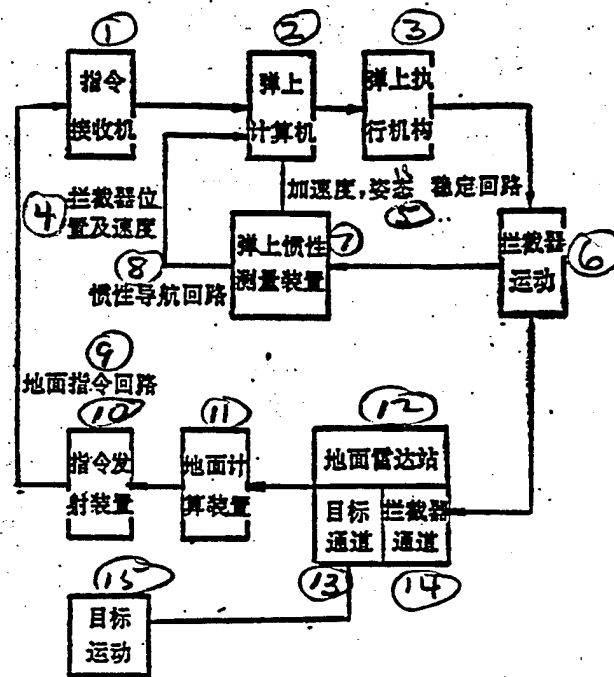 ① ② ③
指令 弹上 弹上执
接收机 计算机 行机构
④ 拦截器位 加速度,姿态 13 稳定回路
置及速度 5
弹上惯性 ⑦ 拦截器 ⑥
⑧ 测量装置 运动
惯性导航回路
⑨
地面指令回路
⑩ ⑪ ⑫
指令发 地面计 地面雷达站
射装置 算装置 目标 拦截器
通道 通道
⑮ ⑬ ⑭
目标
运动